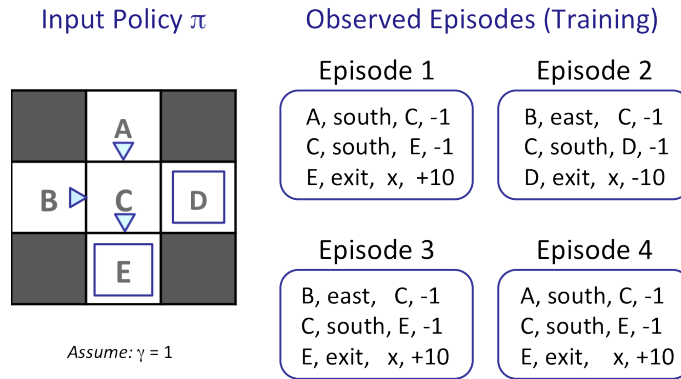 Input Policy π
Observed Episodes (Training)
A
B
C
D
E
Assume: γ = 1
Episode 1
A, south, C, -1
C, south, E, -1
E, exit, x, +10
Episode 2
B, east, C, -1
C, south, D, -1
D, exit, x, -10
Episode 3
B, east, C, -1
C, south, E, -1
E, exit, x, +10
Episode 4
A, south, C, -1
C, south, E, -1
E, exit, x, +10